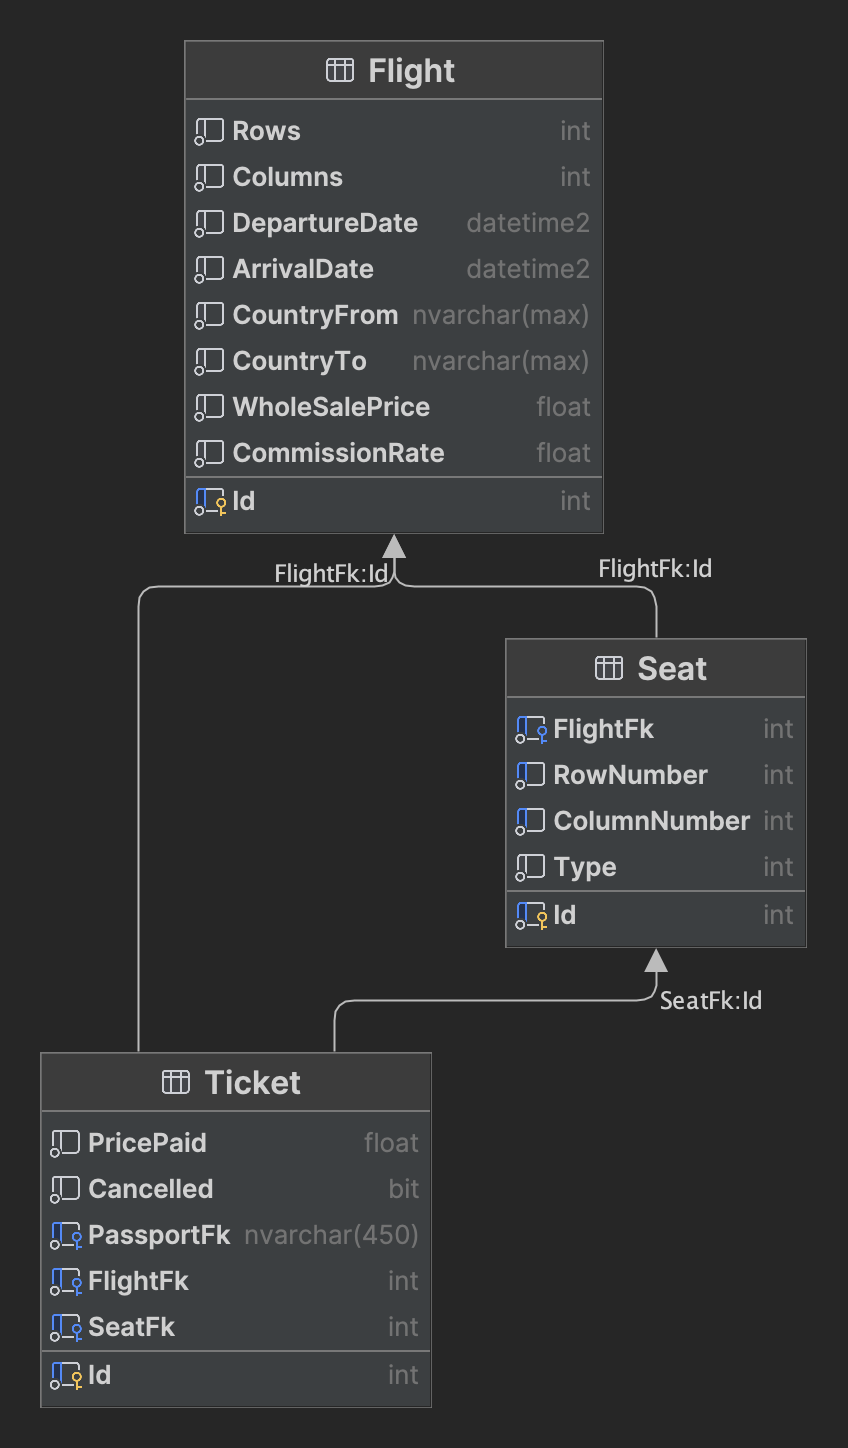 Flight
Rows int
Columns int
DepartureDate datetime2
ArrivalDate datetime2
CountryFrom nvarchar(max)
CountryTo nvarchar(max)
WholeSalePrice float
CommissionRate float
Id int
FlightFk:Id
FlightFk:Id
Seat
FlightFk int
RowNumber int
ColumnNumber int
Type int
Id int
SeatFk:Id
Ticket
PricePaid float
Cancelled bit
PassportFk nvarchar(450)
FlightFk int
SeatFk int
Id int